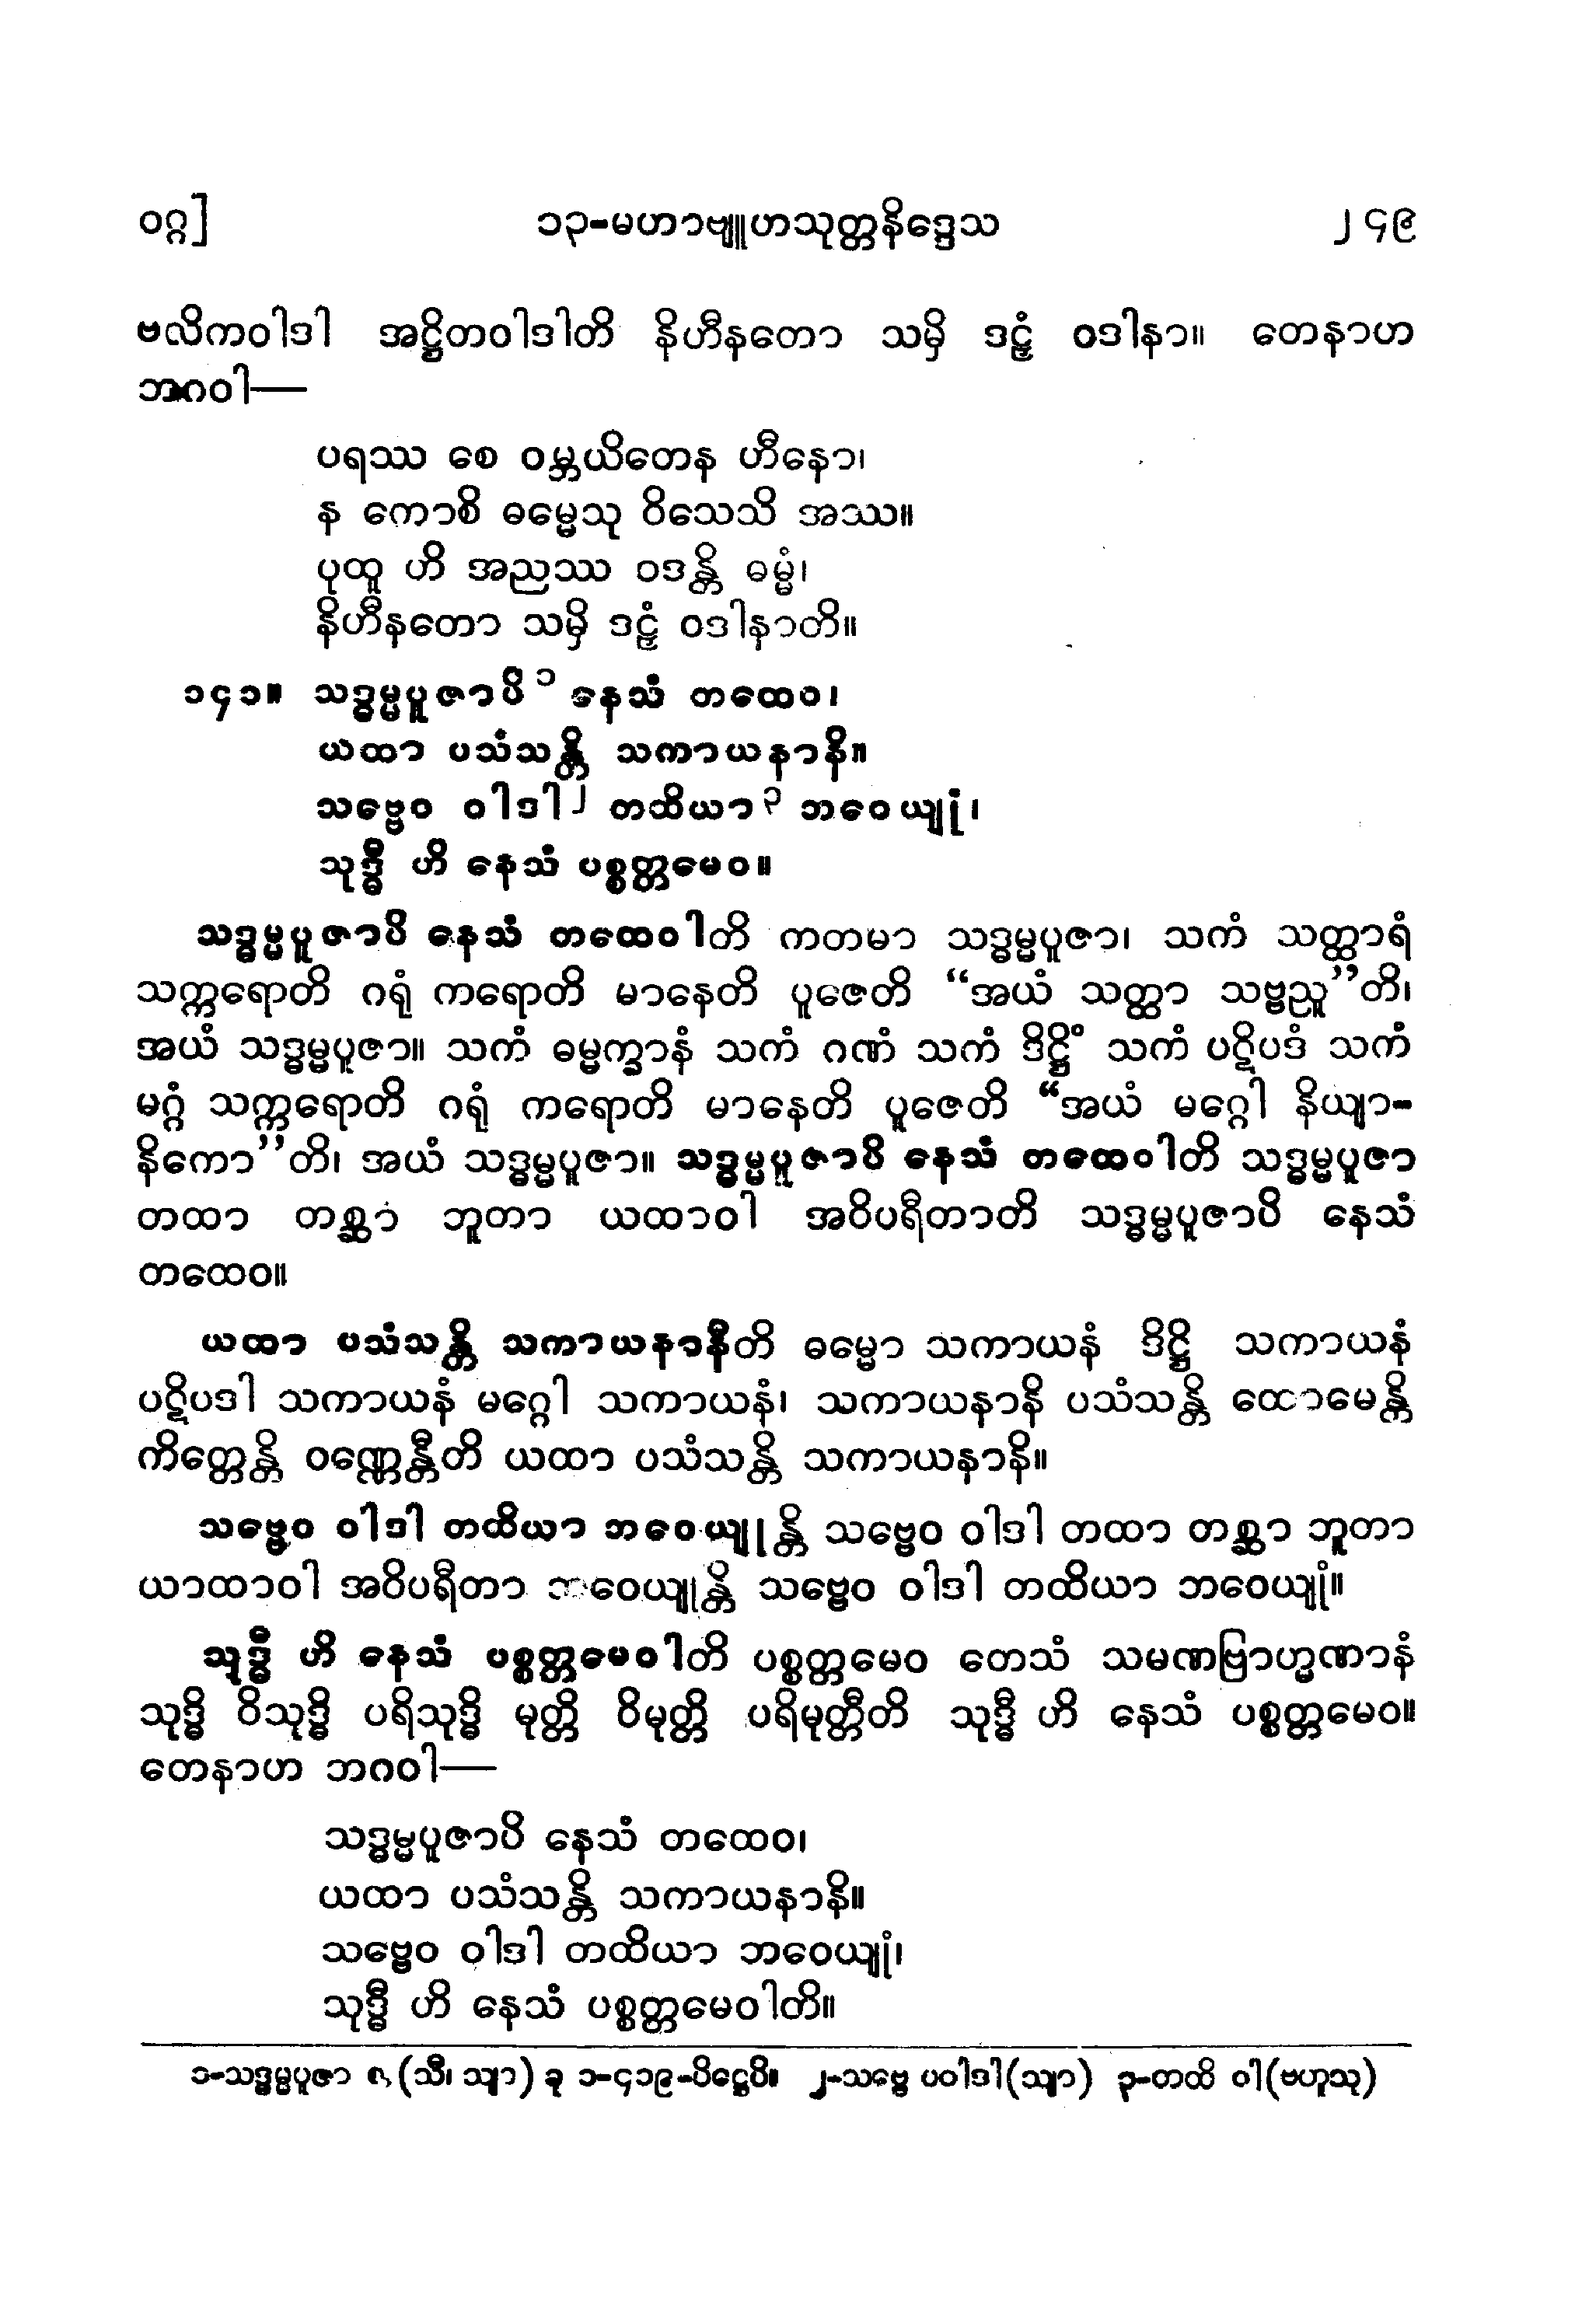 ဝဂ္ဂ]
၁၃-မဟာဗျူဟသုတ္တနိဒ္ဒေသ
၂၄၉
ဗလိကဝါဒါ အဋ္ဌိတဝါဒါတိ နိဟီနတော သမှိ ဒဠှံ ဝဒါနာ။ တေနာဟ
ဘဂဝါ—
ပရဿ စေ ဝမ္ဘယိတေန ဟီနော၊
န ကောစိ ဓမ္မေသု ဝိသေသိ အဿ။
ပုထူ ဟိ အညဿ ဝဒန္တိ ဓမ္မံ၊
နိဟီနတော သမှိ ဒဠှံ ဝဒါနာတိ။
၁၄၁။ သဒ္ဓမ္မပူဇာပိ ၁ နေသံ တထေဝ၊
ယထာ ပသံသန္တိ သကာယနာနိ။
သဗ္ဗေဝ ဝါဒါ ၂ တထိယာ ၃ ဘဝေယျုံ၊
သုဒ္ဓီ ဟိ နေသံ ပစ္စတ္တမေဝ။
သဒ္ဓမ္မပူဇာပိ နေသံ တထေဝါတိ ကတမာ သဒ္ဓမ္မပူဇာ၊ သကံ သတ္ထာရံ
သက္ကရောတိ ဂရုံ ကရောတိ မာနေတိ ပူဇေတိ “အယံ သတ္ထာ သဗ္ဗညူ”တိ၊
အယံ သဒ္ဓမ္မပူဇာ။ သကံ ဓမ္မက္ခာနံ သကံ ဂဏံ သကံ ဒိဋ္ဌိံ သကံ ပဋိပဒံ သကံ
မဂ္ဂံ သက္ကရောတိ ဂရုံ ကရောတိ မာနေတိ ပူဇေတိ “အယံ မဂ္ဂေါ နိယျာ-
နိကော”တိ၊ အယံ သဒ္ဓမ္မပူဇာ။ သဒ္ဓမ္မပူဇာပိ နေသံ တထေဝါတိ သဒ္ဓမ္မပူဇာ
တထာ တစ္ဆာ ဘူတာ ယထာဝါ အဝိပရီတာတိ သဒ္ဓမ္မပူဇာပိ နေသံ
တထေဝ။
ယထာ ပသံသန္တိ သကာယနာနီတိ ဓမ္မော သကာယနံ ဒိဋ္ဌိ သကာယနံ
ပဋိပဒါ သကာယနံ မဂ္ဂေါ သကာယနံ၊ သကာယနာနိ ပသံသန္တိ ထောမေန္တိ
ကိတ္တေန္တိ ဝဏ္ဏေန္တီတိ ယထာ ပသံသန္တိ သကာယနာနိ။
သဗ္ဗေဝ ဝါဒါ တထိယာ ဘဝေယျုန္တိ သဗ္ဗေဝ ဝါဒါ တထာ တစ္ဆာ ဘူတာ
ယာထာဝါ အဝိပရီတာ ဘဝေယျုန္တိ သဗ္ဗေဝ ဝါဒါ တထိယာ ဘဝေယျုံ။
သုဒ္ဓီ ဟိ နေသံ ပစ္စတ္တမေဝါတိ ပစ္စတ္တမေဝ တေသံ သမဏဗြာဟ္မဏာနံ
သုဒ္ဓိ ဝိသုဒ္ဓိ ပရိသုဒ္ဓိ မုတ္တိ ဝိမုတ္တိ ပရိမုတ္တီတိ သုဒ္ဓီ ဟိ နေသံ ပစ္စတ္တမေဝ။
တေနာဟ ဘဂဝါ—
သဒ္ဓမ္မပူဇာပိ နေသံ တထေဝ၊
ယထာ ပသံသန္တိ သကာယနာနိ။
သဗ္ဗေဝ ဝါဒါ တထိယာ ဘဝေယျုံ၊
သုဒ္ဓီ ဟိ နေသံ ပစ္စတ္တမေဝါတိ။
၁-သဒ္ဓမ္မပူဇာ စ (သီ၊ သျာ) ခု ၁-၄၁၉-ပိဋ္ဌေပိ။ ၂-သဗ္ဗေ ပဝါဒါ(သျာ) ၃-တထိ ဝါ(ဗဟူသု)